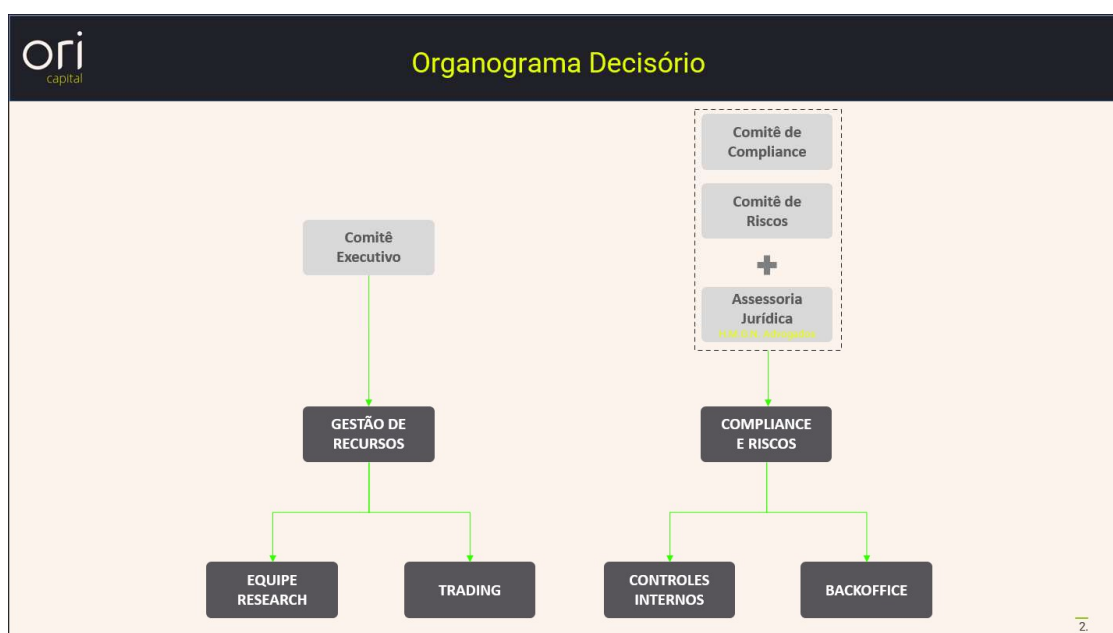 ori
capital
Organograma Decisório
Comitê de
Compliance
Comitê de
Riscos
Assessoria
Jurídica
Comitê
Executivo
GESTÃO DE
RECURSOS
COMPLIANCE
E RISCOS
EQUIPE
RESEARCH
TRADING
CONTROLES
INTERNOS
BACKOFFICE
2.